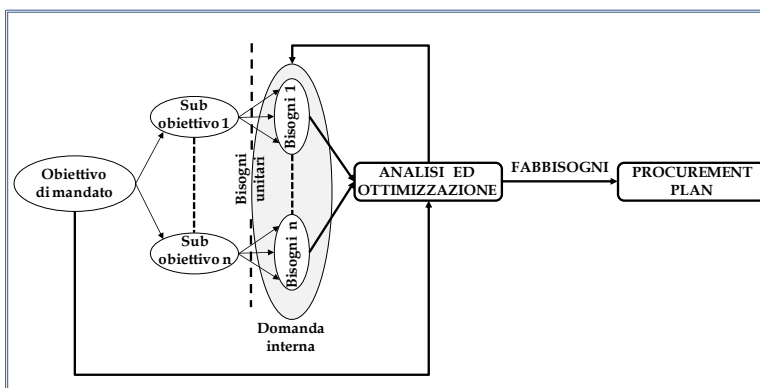 Sub
obiettivo 1
Obiettivo
di mandato
Sub
obiettivo n
Bisogni
unitari
Bisogni 1
Bisogni n
Domanda
interna
ANALISI ED
OTTIMIZZAZIONE
FABBISOGNI
PROCUREMENT
PLAN